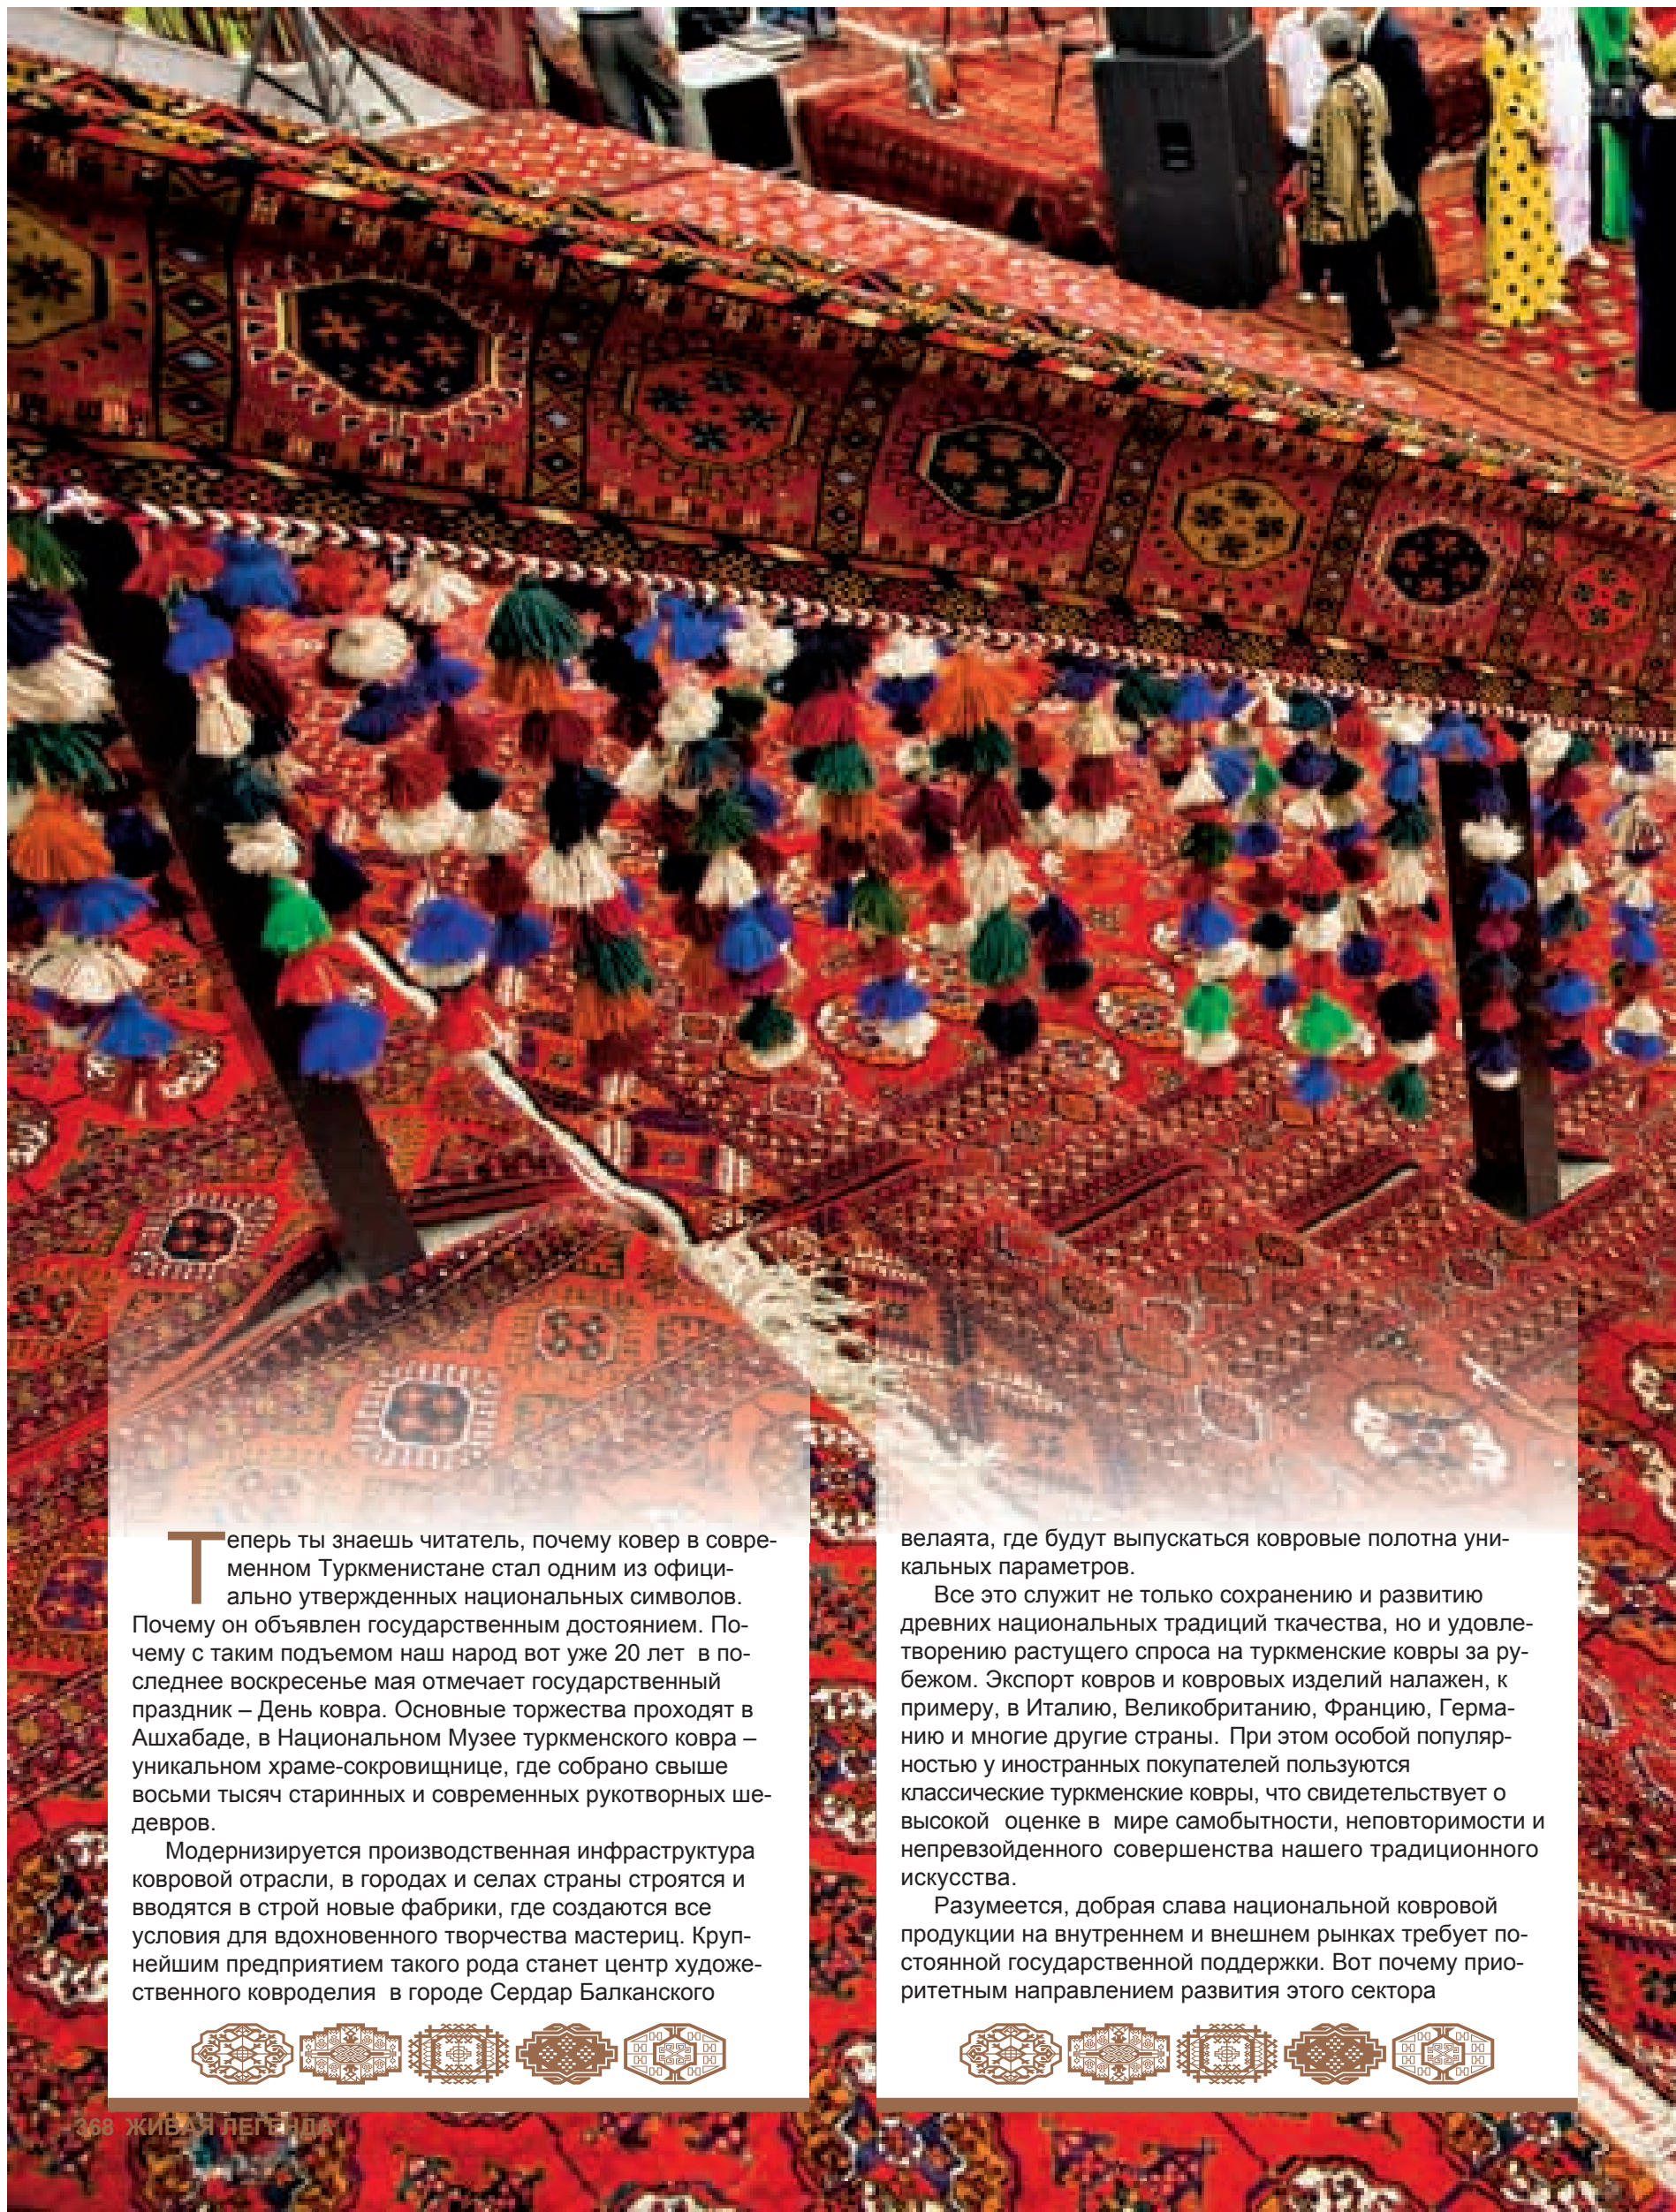 Теперь ты знаешь читатель, почему ковер в совре-
менном Туркменистане стал одним из офици-
ально утвержденных национальных символов.
Почему он объявлен государственным достоянием. По-
чему с таким подъемом наш народ вот уже 20 лет в по-
следнее воскресенье мая отмечает государственный
праздник – День ковра. Основные торжества проходят в
Ашхабаде, в Национальном Музее туркменского ковра –
уникальном храме-сокровищнице, где собрано свыше
восьми тысяч старинных и современных рукотворных ше-
девров.
Модернизируется производственная инфраструктура
ковровой отрасли, в городах и селах страны строятся и
вводятся в строй новые фабрики, где создаются все
условия для вдохновенного творчества мастериц. Круп-
нейшим предприятием такого рода станет центр художе-
ственного ковроделия в городе Сердар Балканского
велаята, где будут выпускаться ковровые полотна уни-
кальных параметров.
Все это служит не только сохранению и развитию
древних национальных традиций ткачества, но и удовле-
творению растущего спроса на туркменские ковры за ру-
бежом. Экспорт ковров и ковровых изделий налажен, к
примеру, в Италию, Великобританию, Францию, Герма-
нию и многие другие страны. При этом особой популяр-
ностью у иностранных покупателей пользуются
классические туркменские ковры, что свидетельствует о
высокой оценке в мире самобытности, неповторимости и
непревзойденного совершенства нашего традиционного
искусства.
Разумеется, добрая слава национальной ковровой
продукции на внутреннем и внешнем рынках требует по-
стоянной государственной поддержки. Вот почему прио-
ритетным направлением развития этого сектора
368 ЖИВАЯ ЛЕГЕНДА